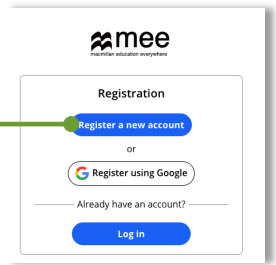 mee
macmillan education everywhere
Registration
Register a new account
or
Register using Google
Already have an account?
Log in